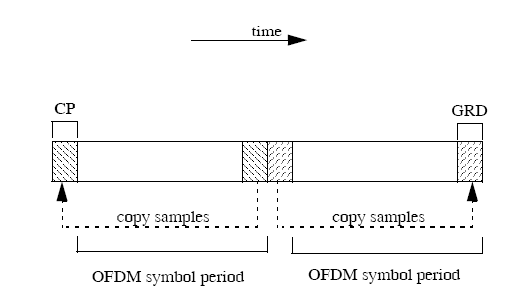 time
CP
GRD
copy samples
copy samples
OFDM symbol period
OFDM symbol period